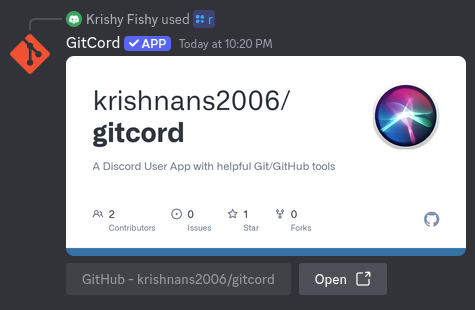 Krishy Fishy used r
GitCord APP Today at 10:20 PM
krishnans2006/
gitcord
A Discord User App with helpful Git/GitHub tools
2 0 1 0
Contributors Issues Star Forks
GitHub - krishnans2006/gitcord Open